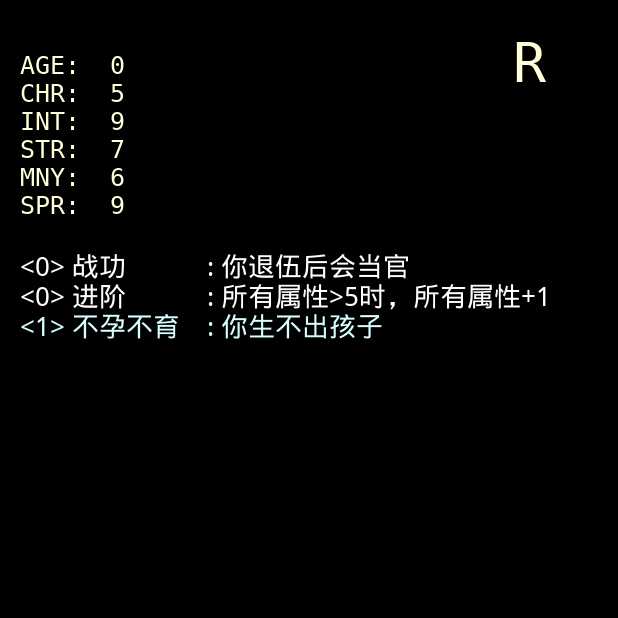 R
AGE: 0
CHR: 5
INT: 9
STR: 7
MNY: 6
SPR: 9
<0> 战功 : 你退伍后会当官
<0> 进阶 : 所有属性>5时，所有属性+1
<1> 不孕不育 : 你生不出孩子